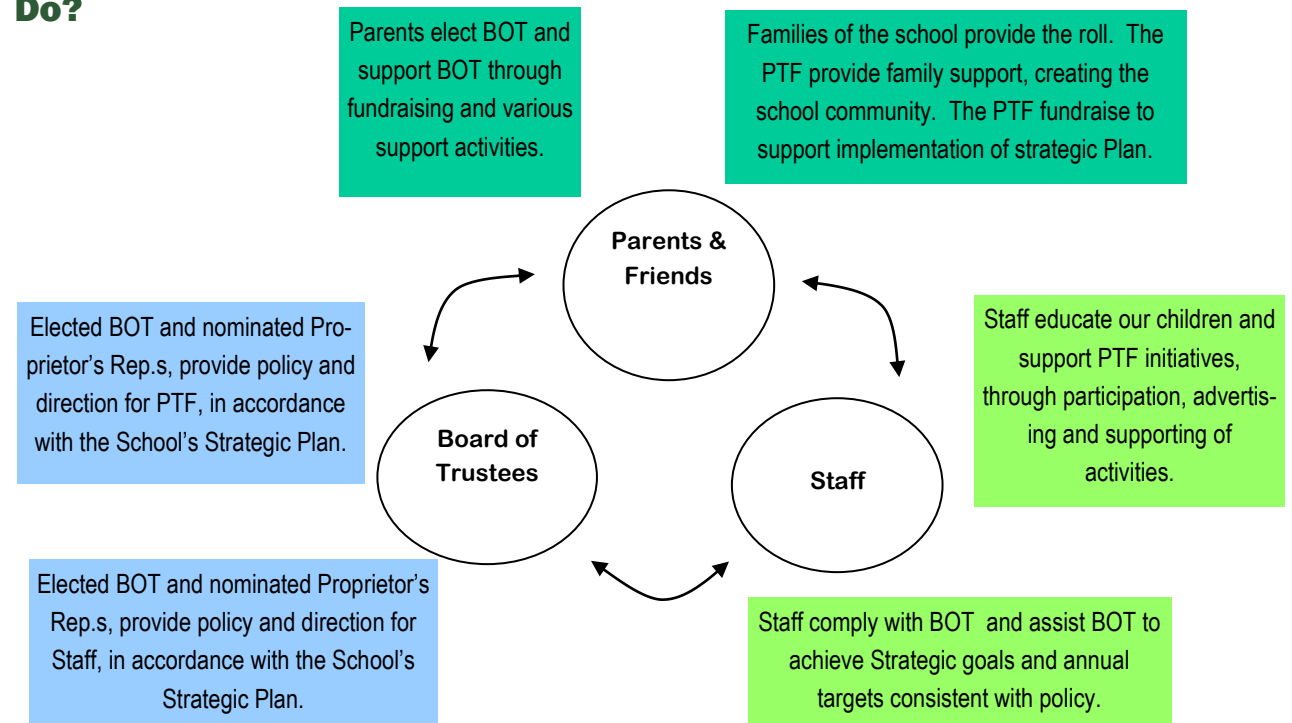 Do?
Parents elect BOT and
support BOT through
fundraising and various
support activities.
Families of the school provide the roll.  The
PTF provide family support, creating the
school community.  The PTF fundraise to
support implementation of strategic Plan.
Parents &
Friends
Elected BOT and nominated Pro-
prietor’s Rep.s, provide policy and
direction for PTF, in accordance
with the School’s Strategic Plan.
Staff educate our children and
support PTF initiatives,
through participation, advertis-
ing and supporting of
activities.
Board of
Trustees
Staff
Elected BOT and nominated Proprietor’s
Rep.s, provide policy and direction for
Staff, in accordance with the School’s
Strategic Plan.
Staff comply with BOT  and assist BOT to
achieve Strategic goals and annual
targets consistent with policy.